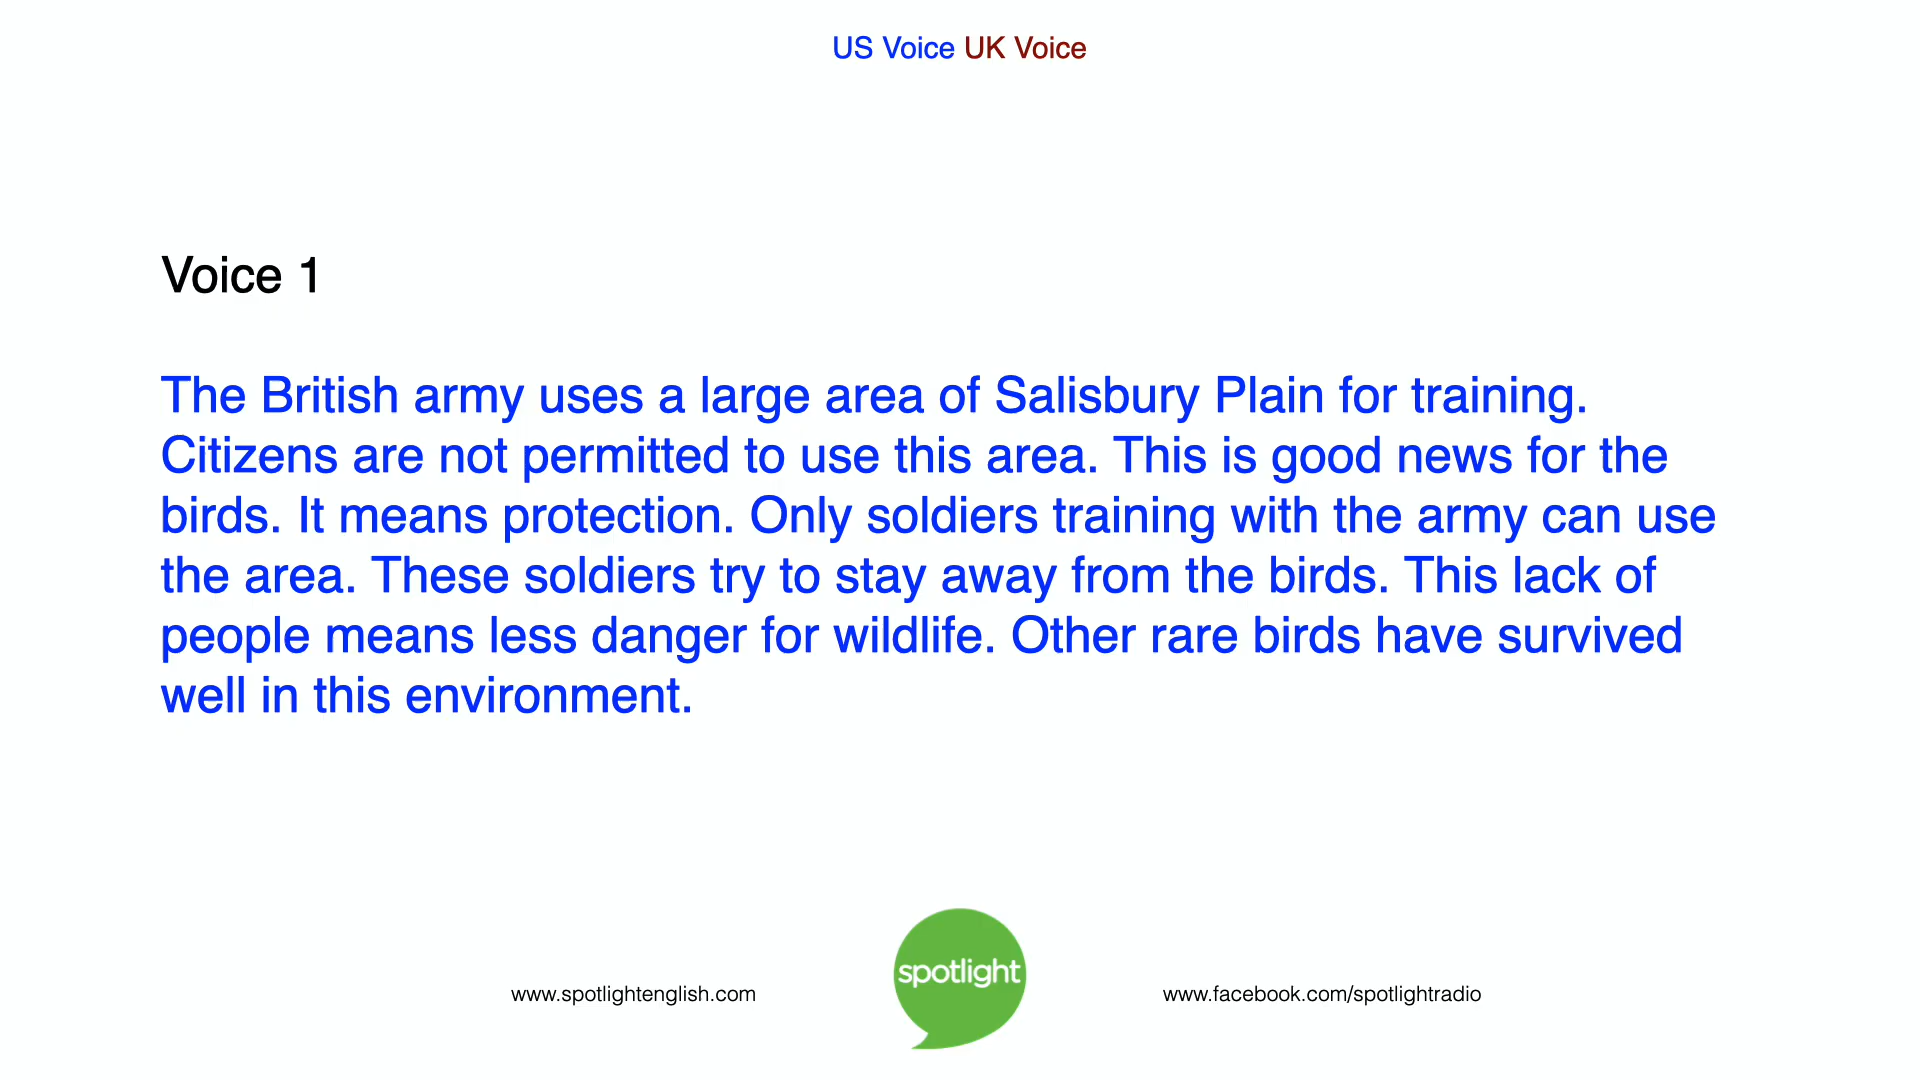 US Voice UK Voice
Voice 1
The British army uses a large area of Salisbury Plain for training.
Citizens are not permitted to use this area. This is good news for the
birds. It means protection. Only soldiers training with the army can use
the area. These soldiers try to stay away from the birds. This lack of
people means less danger for wildlife. Other rare birds have survived
well in this environment.
spotlight
www.spotlightenglish.com
www.facebook.com/spotlightradio